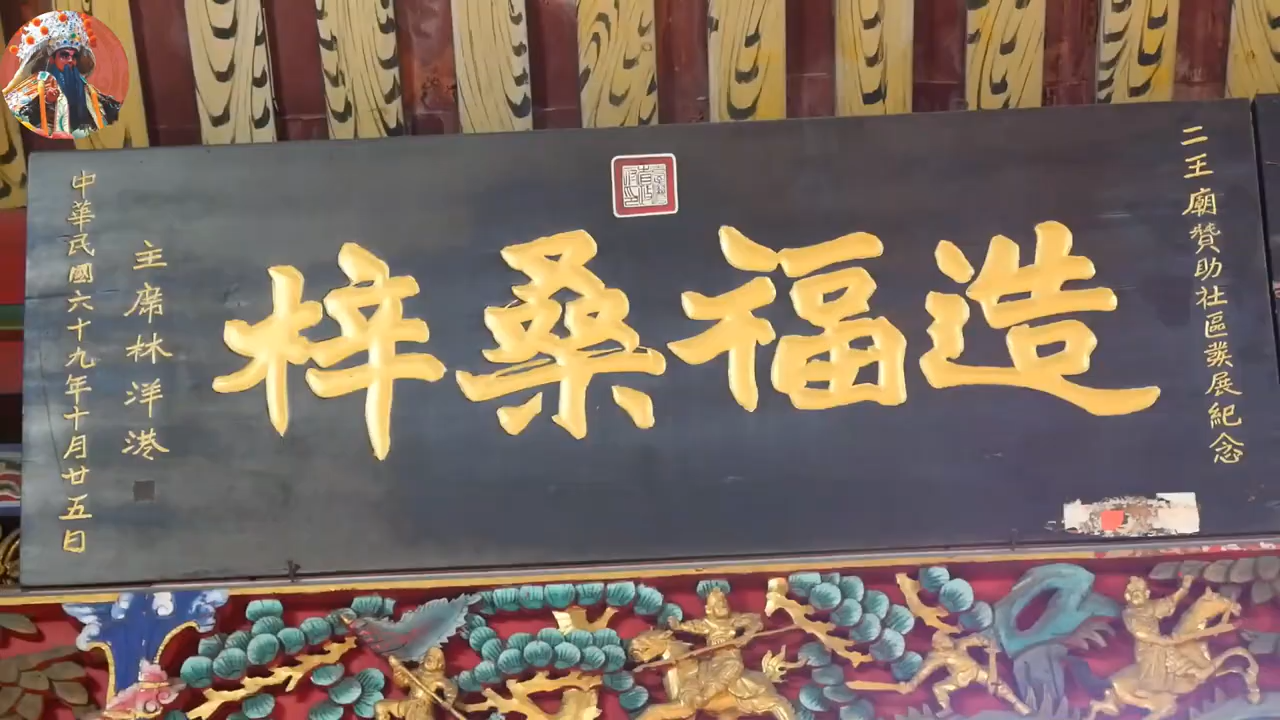 二王廟贊助社區發展紀念
造福桑梓
主席林洋港
中華民國六十九年十月廿五日